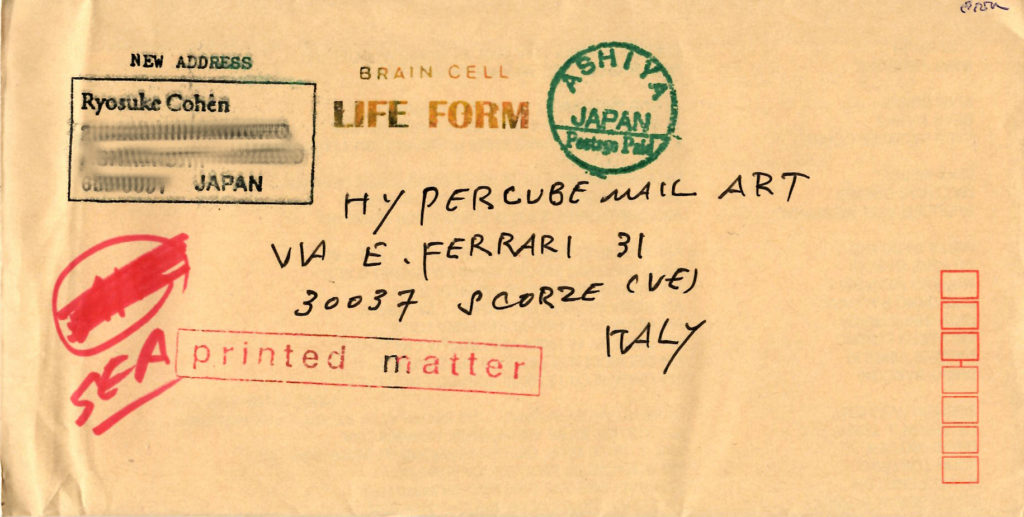 NEW ADDRESS
Ryosuke Cohen
JAPAN
BRAIN CELL
LIFE FORM
ASHIYA
JAPAN
Postage Paid
HYPERCUBE MAIL ART
VIA E. FERRARI 31
30037 SCORZE (VE)
ITALY
SEA
printed matter